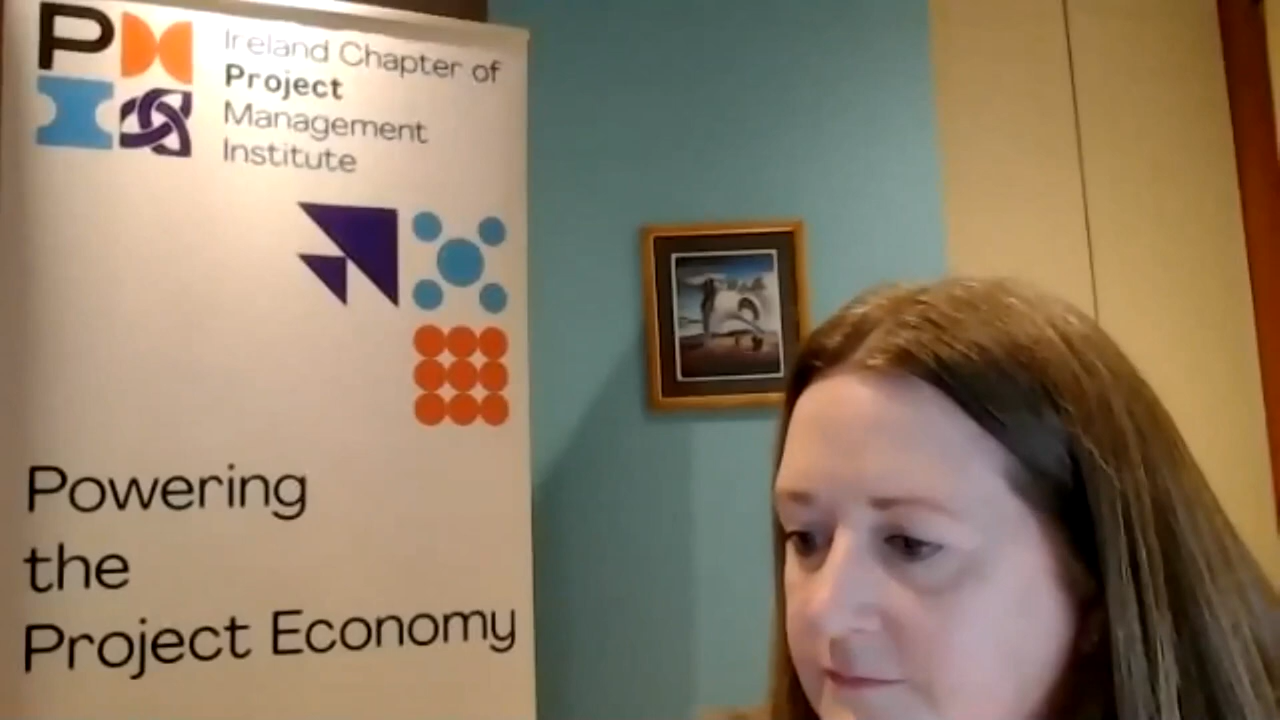 P
Ireland Chapter of
Project
Management
Institute
Powering
the
Project Economy